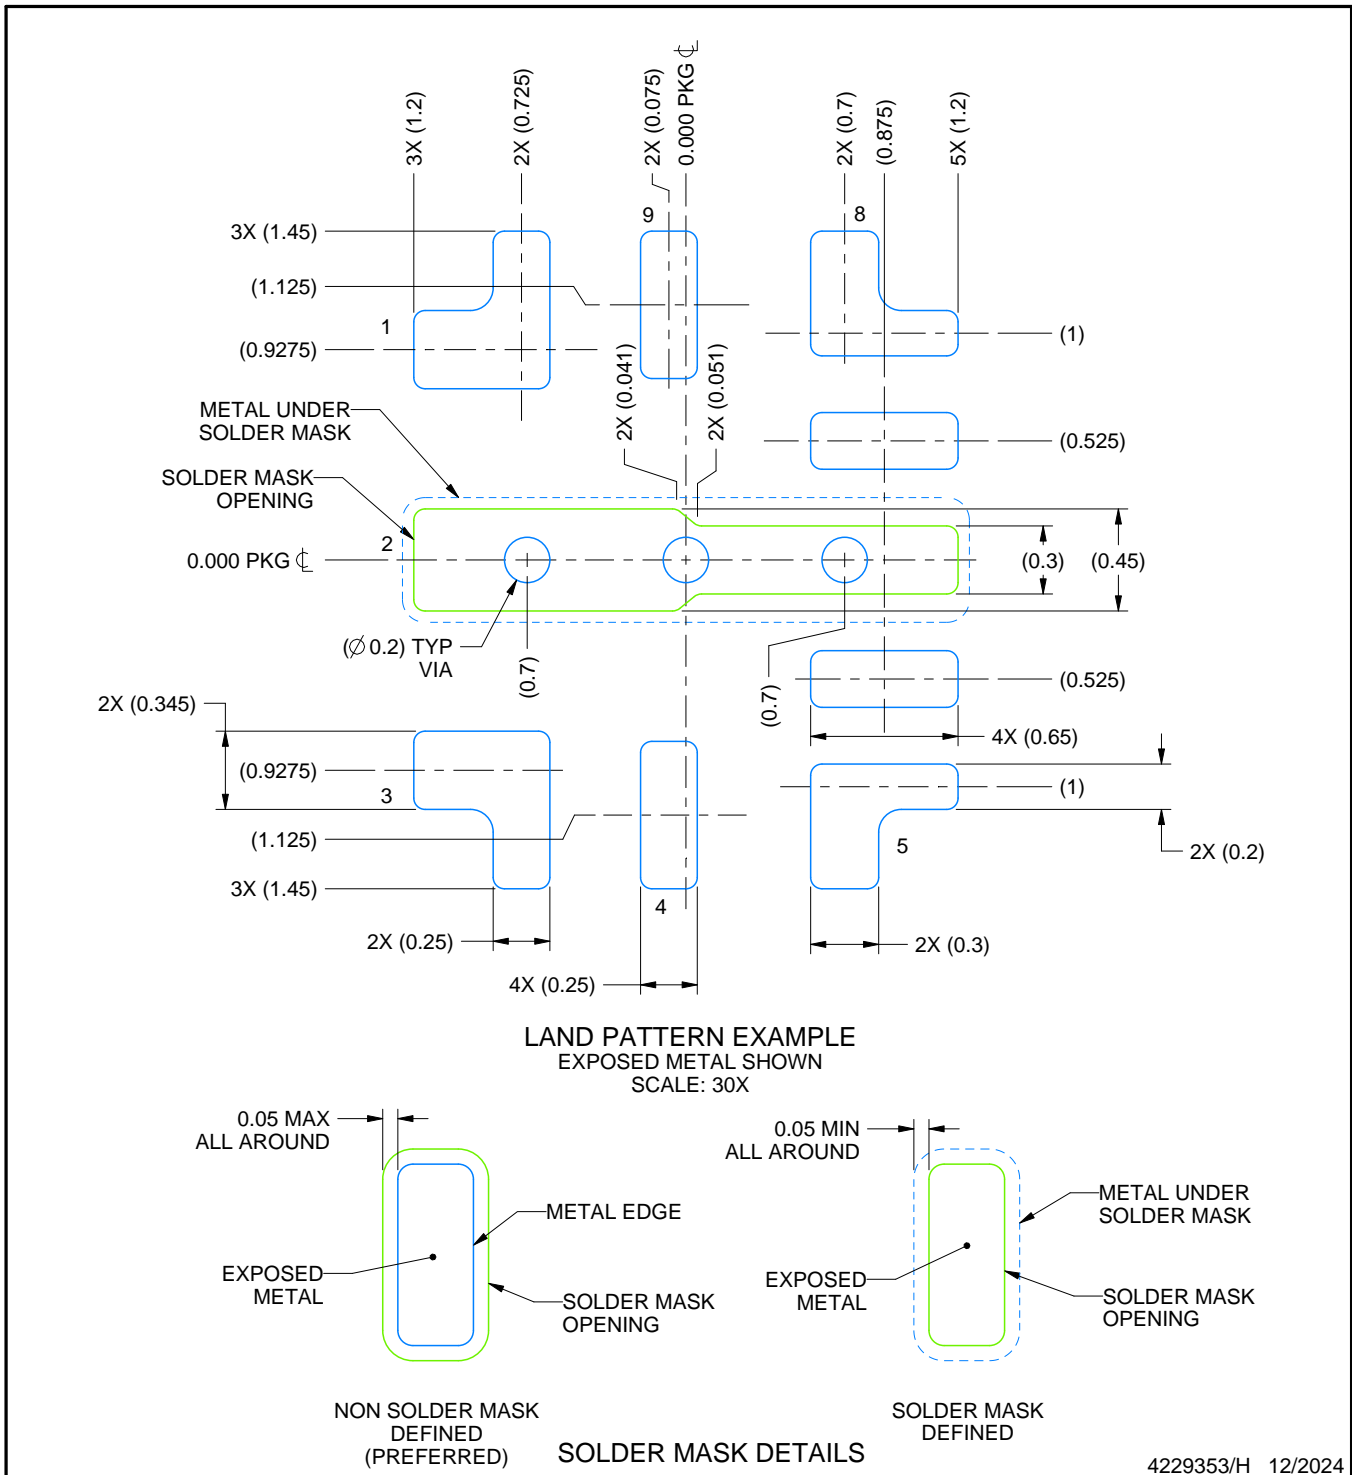 3X (1.2)
2X (0.725)
2X (0.075)
0.000 PKG ℄
2X (0.7)
(0.875)
5X (1.2)
9
8
3X (1.45)
(1.125)
1
(0.9275)
(1)
2X (0.041)
2X (0.051)
METAL UNDER
SOLDER MASK
(0.525)
SOLDER MASK
OPENING
2
0.000 PKG ℄
(0.3)
(0.45)
(∅ 0.2) TYP
VIA
(0.7)
(0.7)
(0.525)
2X (0.345)
4X (0.65)
(0.9275)
3
(1)
(1.125)
5
2X (0.2)
3X (1.45)
4
2X (0.25)
2X (0.3)
4X (0.25)
LAND PATTERN EXAMPLE
EXPOSED METAL SHOWN
SCALE: 30X
0.05 MAX
ALL AROUND
METAL EDGE
EXPOSED
METAL
SOLDER MASK
OPENING
NON SOLDER MASK
DEFINED
(PREFERRED)
0.05 MIN
ALL AROUND
METAL UNDER
SOLDER MASK
EXPOSED
METAL
SOLDER MASK
OPENING
SOLDER MASK
DEFINED
SOLDER MASK DETAILS
4229353/H 12/2024